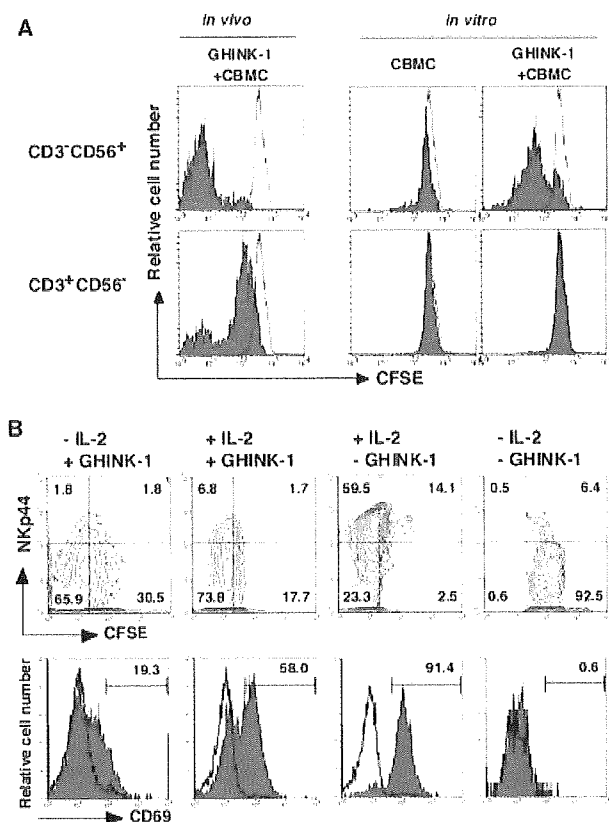 A
in vivo
in vitro
GHINK-1
+CBMC
CBMC
GHINK-1
+CBMC
CD3-CD56+
CD3+CD56-
Relative cell number
CFSE
B
- IL-2
+ GHINK-1
+ IL-2
+ GHINK-1
+ IL-2
- GHINK-1
- IL-2
- GHINK-1
NKp44
1.8 1.8
65.9 30.5
6.8 1.7
73.8 17.7
59.5 14.1
23.3 2.5
0.5 6.4
0.6 92.5
CFSE
Relative cell number
19.3
58.0
91.4
0.6
CD69